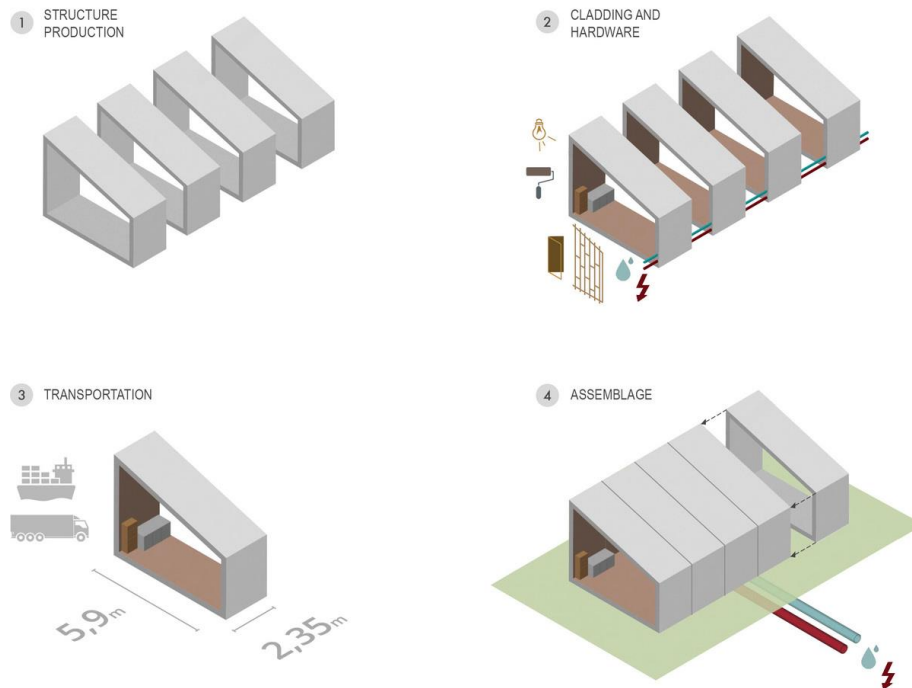 1 STRUCTURE
PRODUCTION
2 CLADDING AND
HARDWARE
3 TRANSPORTATION
5,9m
2,35m
4 ASSEMBLAGE